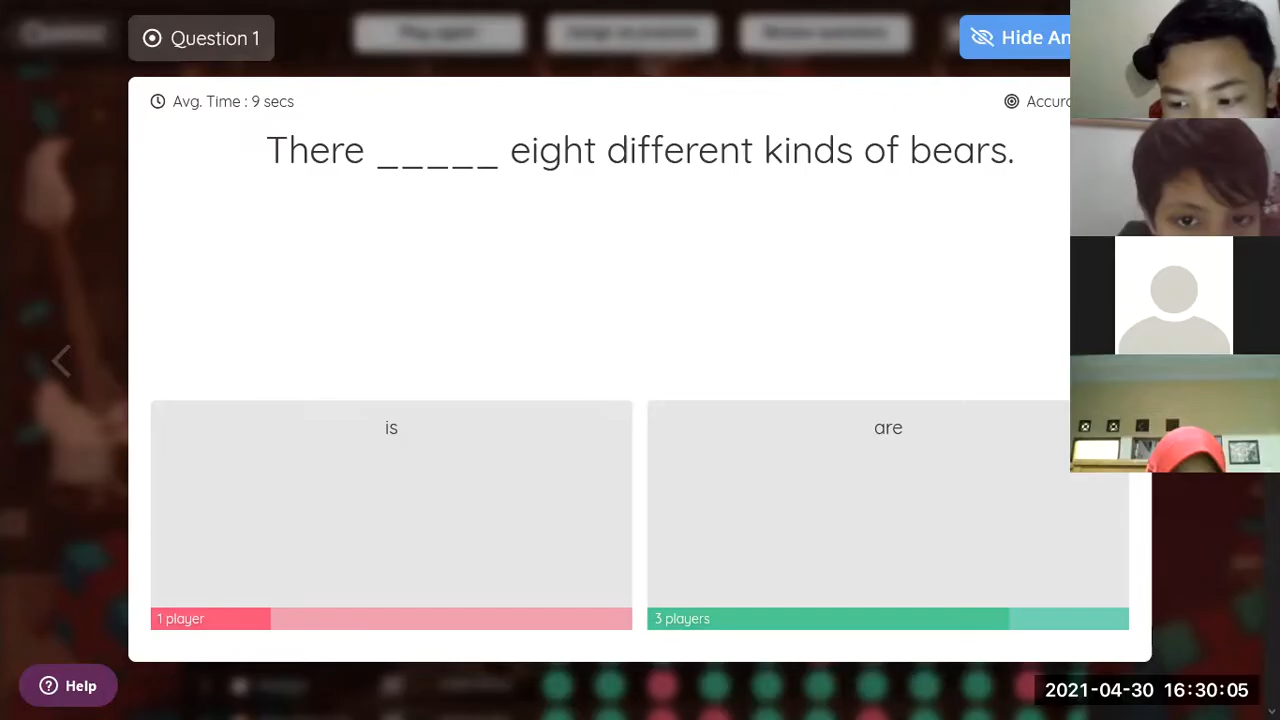 Question 1
Hide An
Avg. Time : 9 secs
Accura
There _____ eight different kinds of bears.
is
are
1 player
3 players
Help
2021-04-30 16:30:05